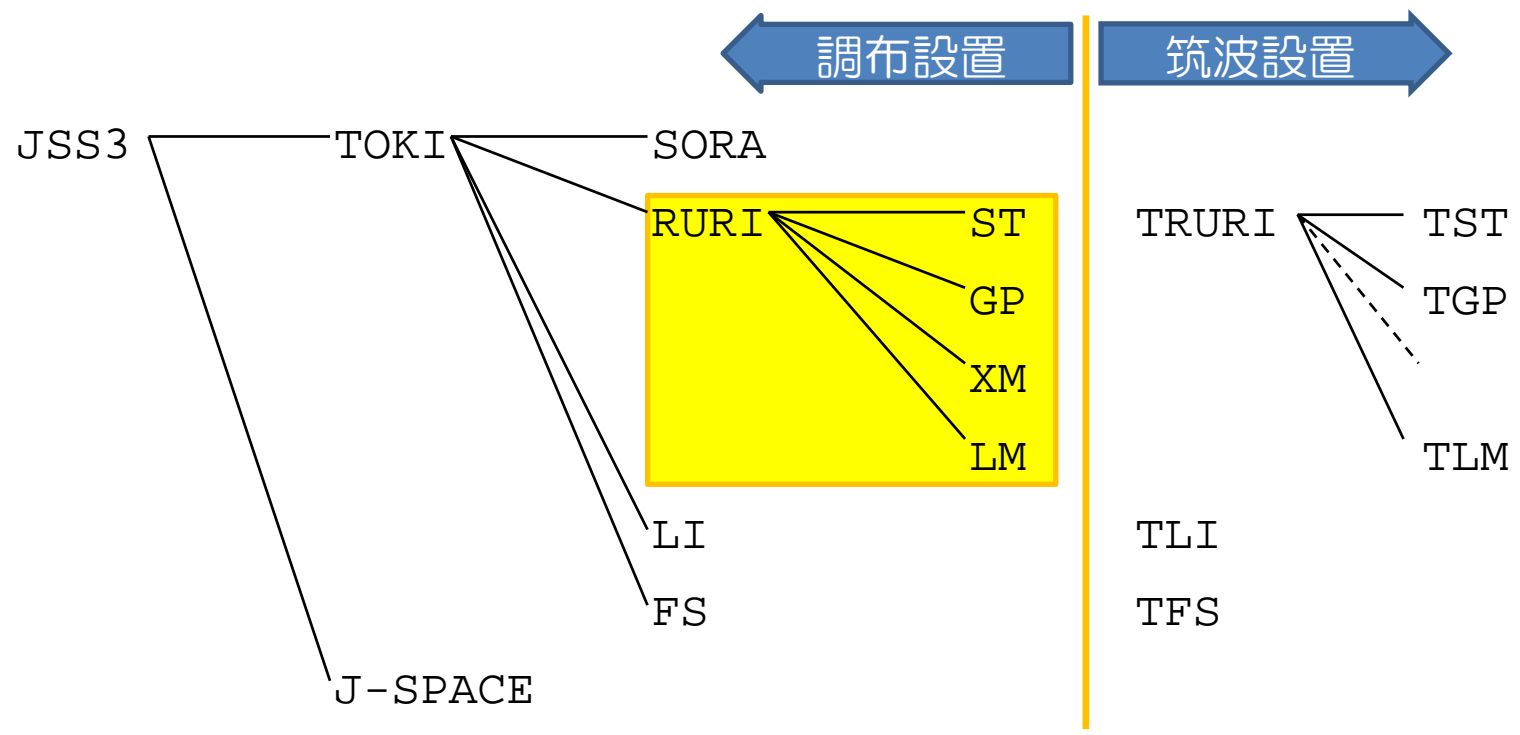 調布設置 筑波設置
JSS3 TOKI SORA
RURI ST TRURI TST
GP TGP
XM
LM TLM
LI TLI
FS TFS
J-SPACE